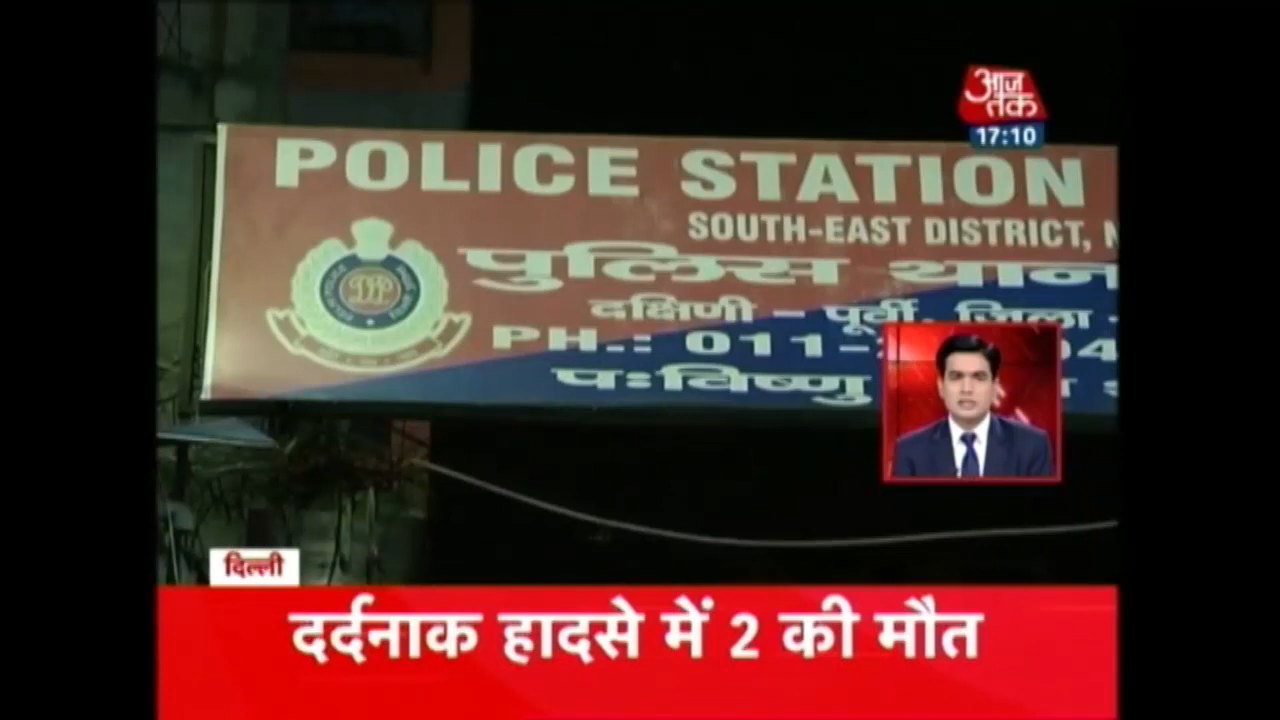 आज
तक
17:10
POLICE STATION
SOUTH-EAST DISTRICT,
पुलिस
दक्षिणी - पूर्वी, जिला -
PH.: 011-
पः विष्णु
दिल्ली
दर्दनाक हादसे में 2 की मौत